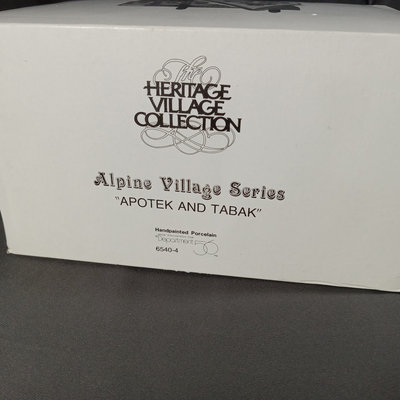 The
HERITAGE
VILLAGE
COLLECTION
Alpine Village Series
"APOTEK AND TABAK"
Handpainted Porcelain
Department 56
6540-4